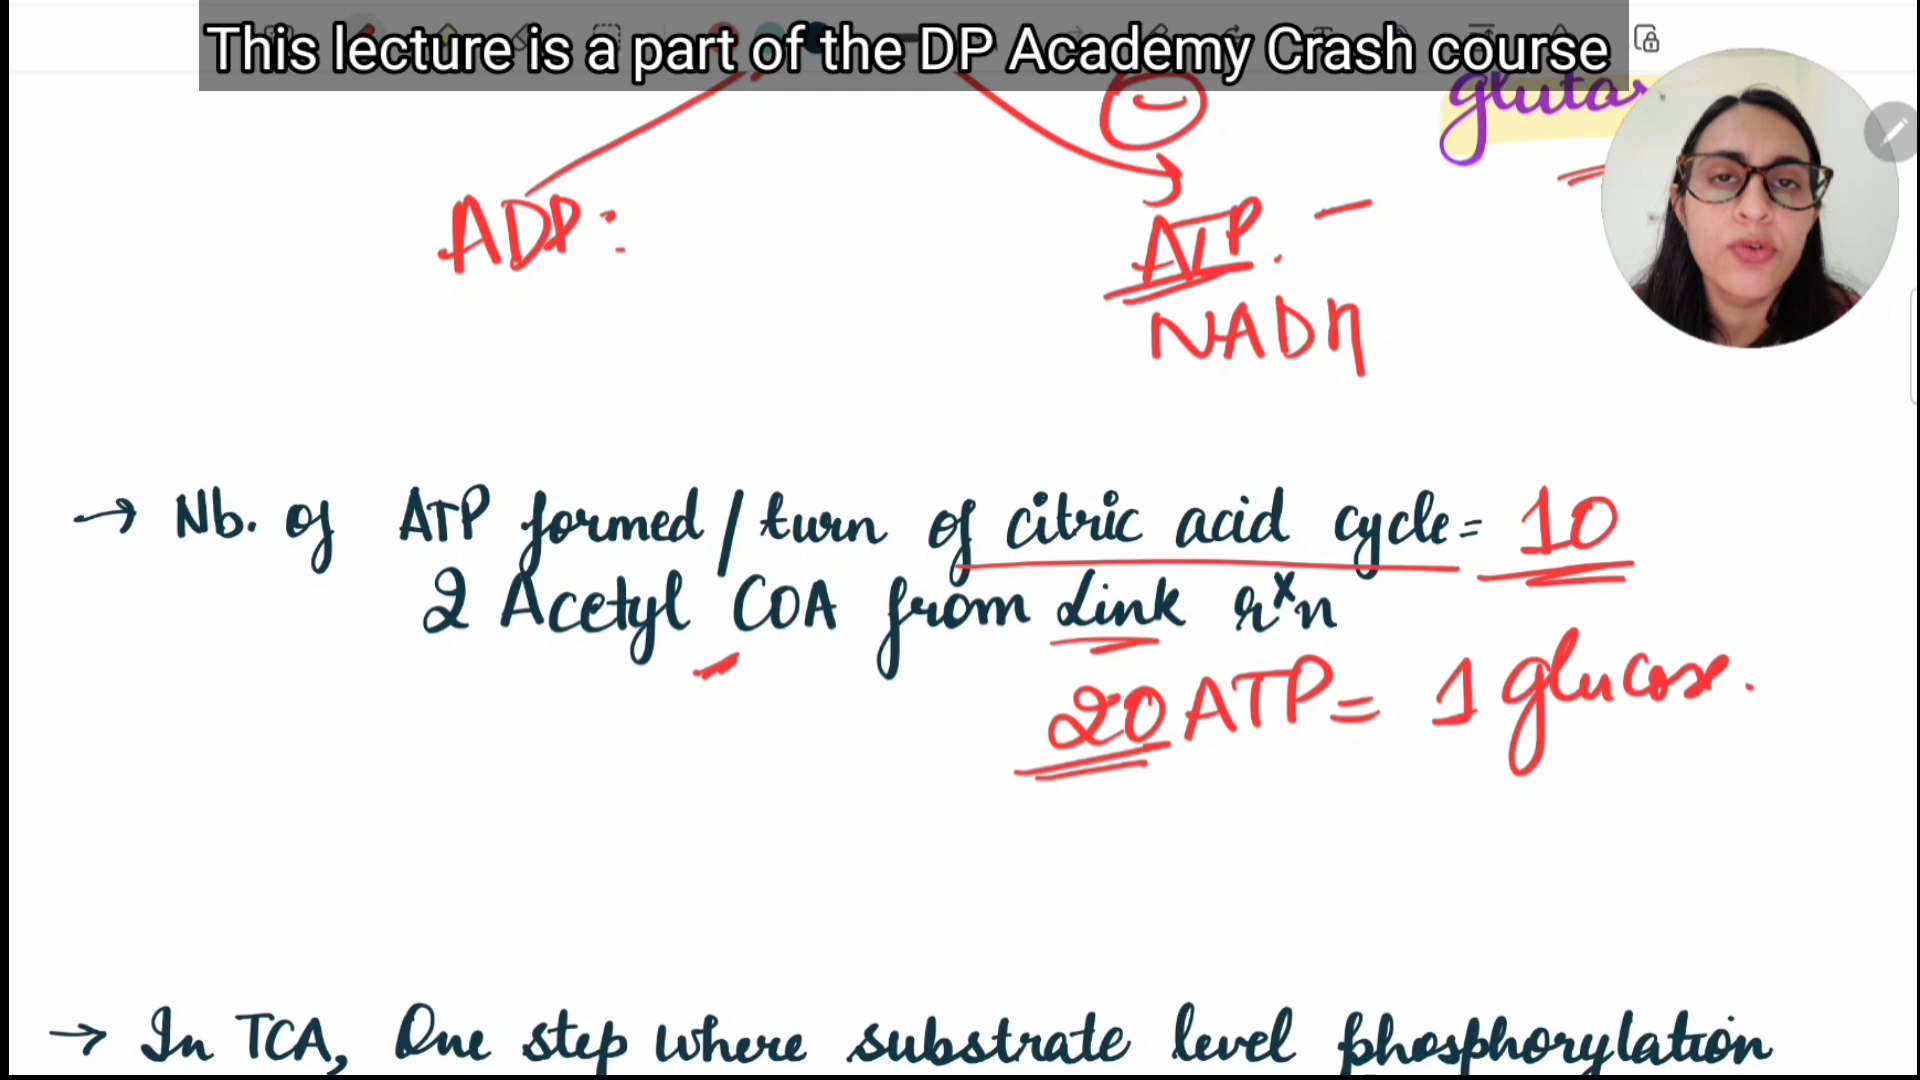 This lecture is a part of the DP Academy Crash course
gluta
ADP:
ATP.
NADH
→ Nb. of ATP formed / turn of citric acid cycle = 10
2 Acetyl COA from Link rxn
20 ATP = 1 glucose.
→ In TCA, One step where substrate level phosphorylation